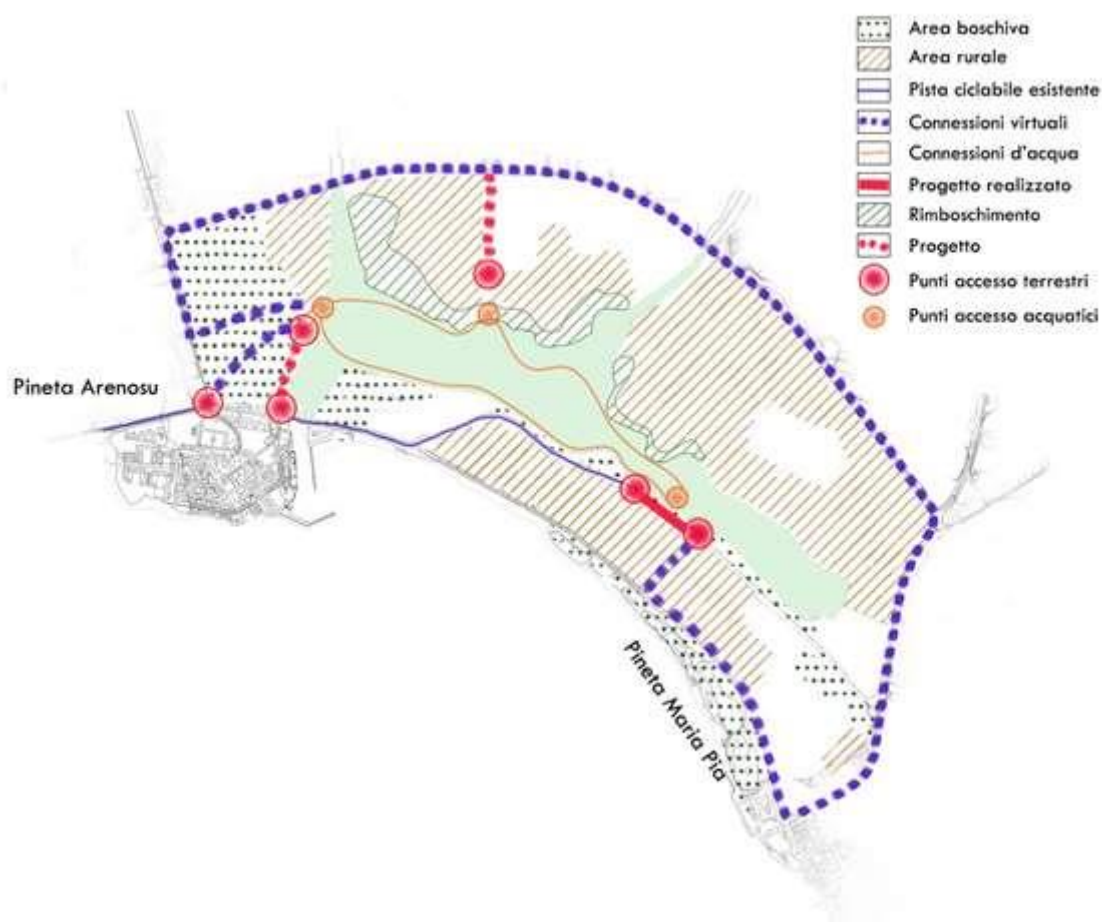 Area boschiva
Area rurale
Pista ciclabile esistente
Connessioni virtuali
Connessioni d'acqua
Progetto realizzato
Rimboschimento
Progetto
Punti accesso terrestri
Punti accesso acquatici
Pineta Arenosu
Pineta Maria Pia